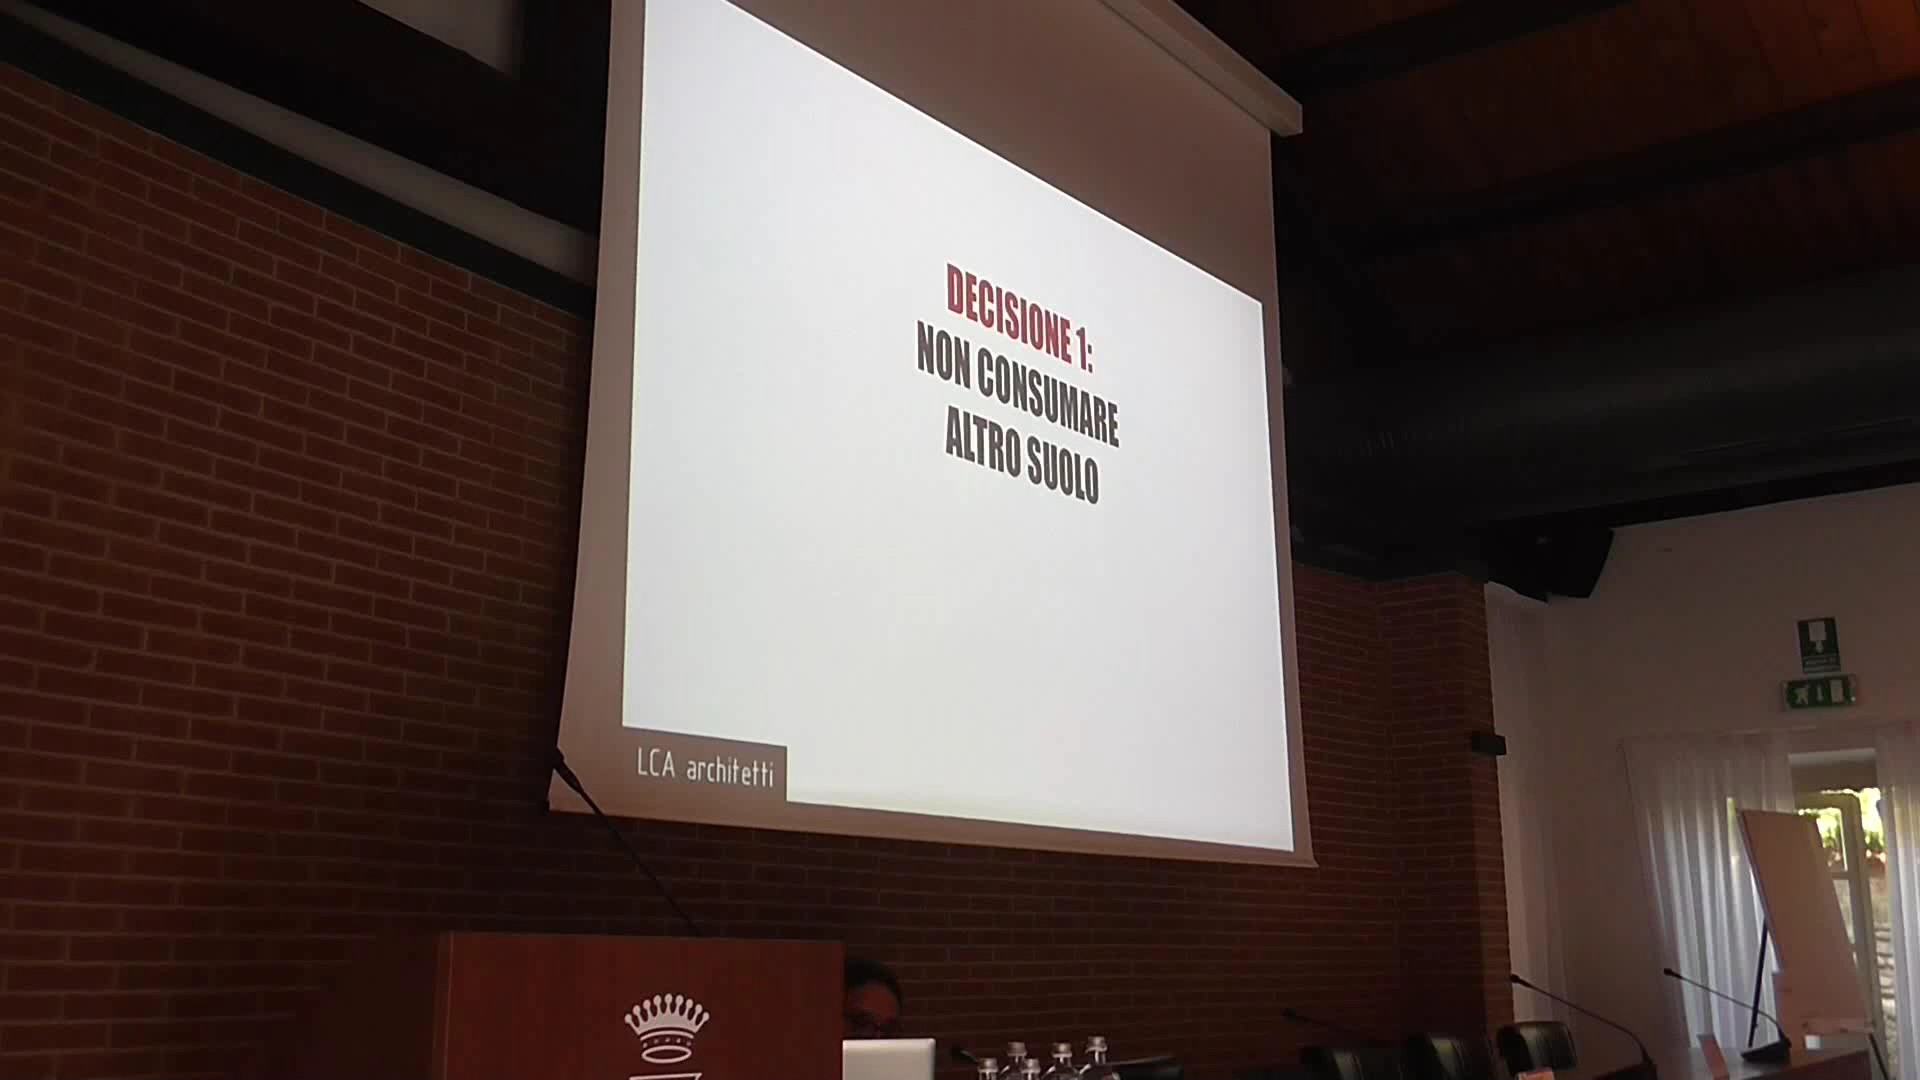 DECISIONE 1:
NON CONSUMARE
ALTRO SUOLO
LCA architetti